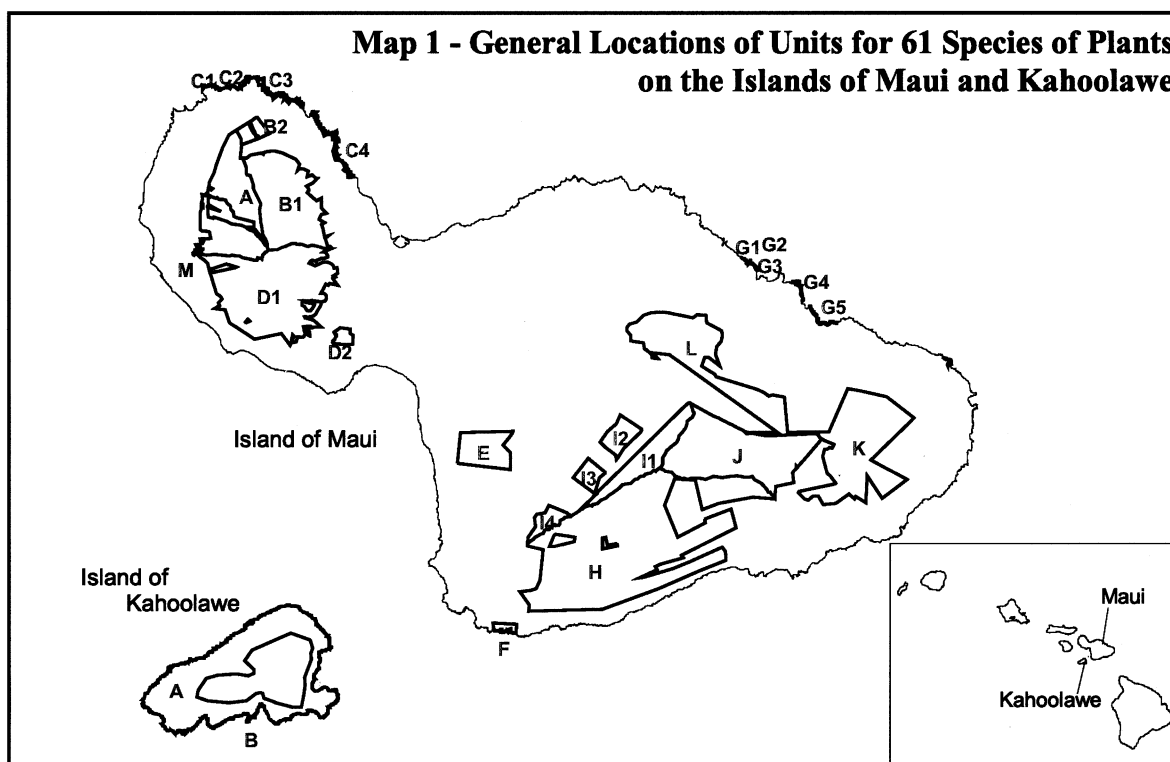 Map 1 - General Locations of Units for 61 Species of Plants
on the Islands of Maui and Kahoolawe
C1 C2 C3
B2
C4
A
B1
M
D1
D2
G1 G2
G3
G4
G5
L
Island of Maui
E
I2
I1
J
K
I3
I4
H
F
Island of
Kahoolawe
A
B
Maui
Kahoolawe